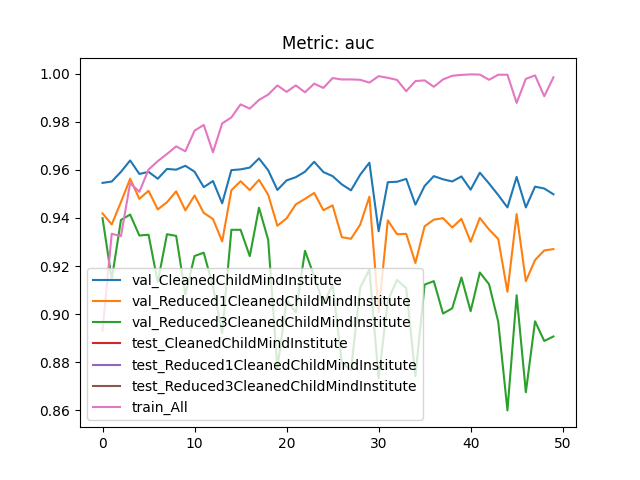 Metric: auc
1.00
0.98
0.96
0.94
0.92
0.90
0.88
0.86
val_CleanedChildMindInstitute
val_Reduced1CleanedChildMindInstitute
val_Reduced3CleanedChildMindInstitute
test_CleanedChildMindInstitute
test_Reduced1CleanedChildMindInstitute
test_Reduced3CleanedChildMindInstitute
train_All
0 10 20 30 40 50